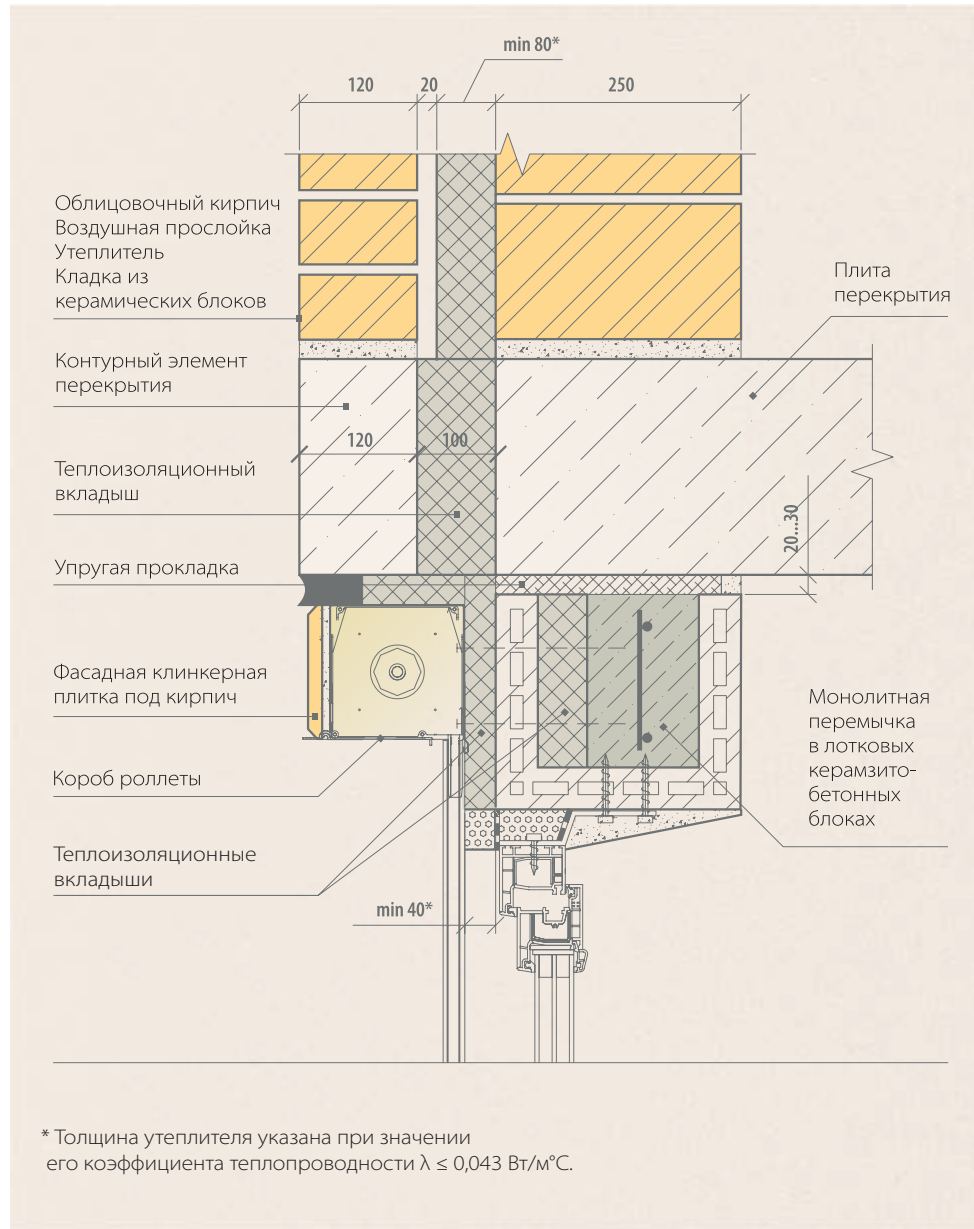 min 80*
120
20
250
Облицовочный кирпич
Воздушная прослойка
Утеплитель
Кладка из
керамических блоков
Плита
перекрытия
Контурный элемент
перекрытия
120
100
Теплоизоляционный
вкладыш
20...30
Упругая прокладка
Фасадная клинкерная
плитка под кирпич
Монолитная
перемычка
в лотковых
керамзито-
бетонных
блоках
Короб роллеты
Теплоизоляционные
вкладыши
min 40*
* Толщина утеплителя указана при значении
его коэффициента теплопроводности λ ≤ 0,043 Вт/м°С.